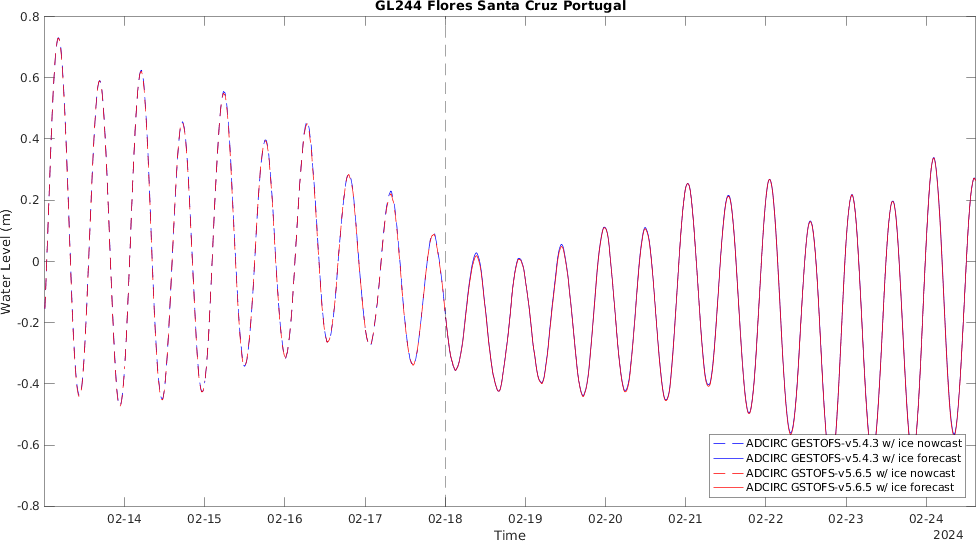 GL244 Flores Santa Cruz Portugal
0.8
0.6
0.4
0.2
0
-0.2
-0.4
-0.6
-0.8
Water Level (m)
ADCIRC GESTOFS-v5.4.3 w/ ice nowcast
ADCIRC GESTOFS-v5.4.3 w/ ice forecast
ADCIRC GSTOFS-v5.6.5 w/ ice nowcast
ADCIRC GSTOFS-v5.6.5 w/ ice forecast
02-14 02-15 02-16 02-17 02-18 02-19 02-20 02-21 02-22 02-23 02-24
Time
2024